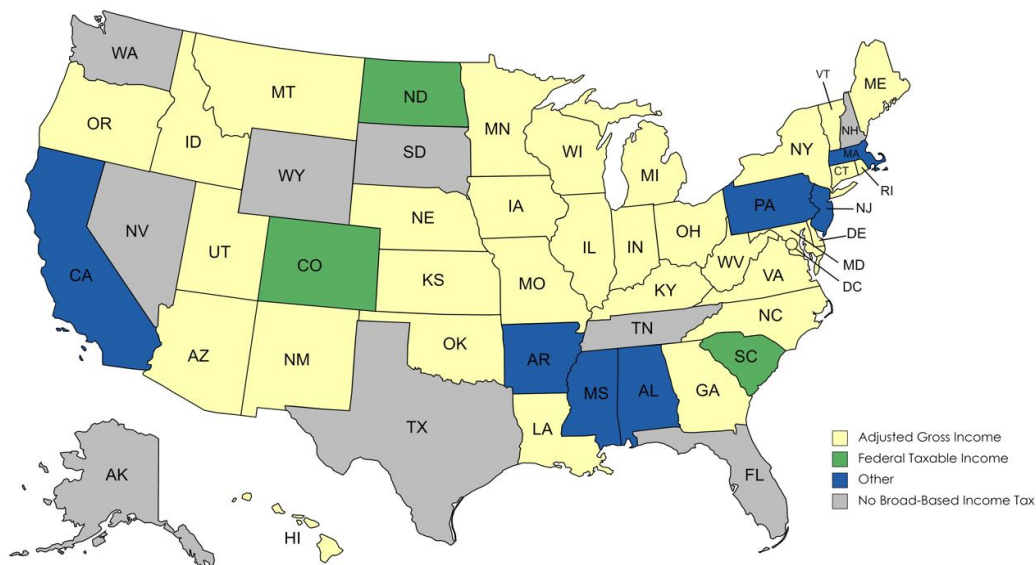 WA
MT
ND
OR
ID
WY
SD
MN
WI
MI
VT
ME
NH
NY
MA
CT
RI
NV
CA
UT
CO
NE
KS
IA
MO
IL
IN
OH
PA
NJ
DE
MD
DC
WV
VA
KY
NC
AZ
NM
OK
AR
TN
SC
TX
LA
MS
AL
GA
FL
AK
HI
Adjusted Gross Income
Federal Taxable Income
Other
No Broad-Based Income Tax